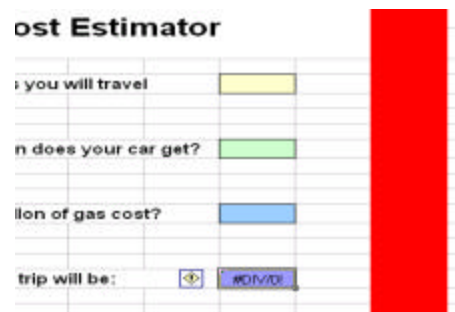 ost Estimator
s you will travel
n does your car get?
llon of gas cost?
trip will be:
#DIV/0!